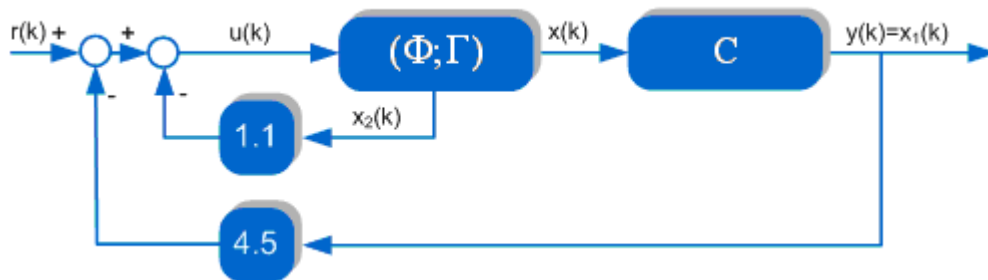 r(k) + + u(k) (Φ;Γ) x(k) C y(k)=x₁(k)
- -
1.1 x₂(k)
4.5